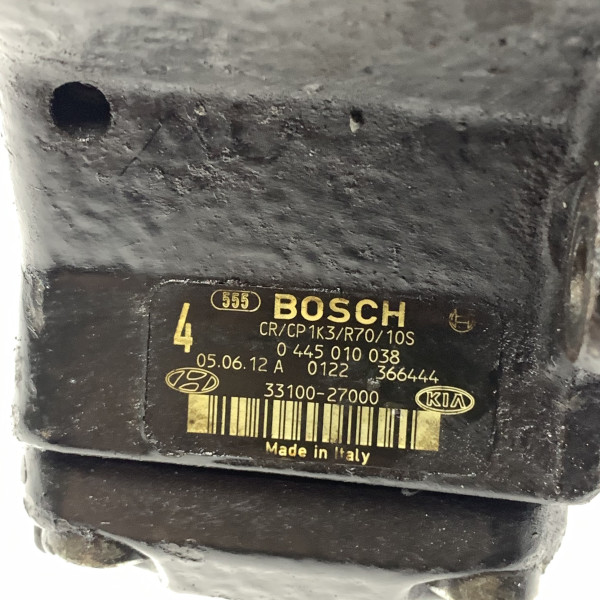 555 BOSCH
4
CR/CP1K3/R70/10S
0 445 010 038
05.06.12 A 0122 366444
33100-27000
KIA
Made in Italy